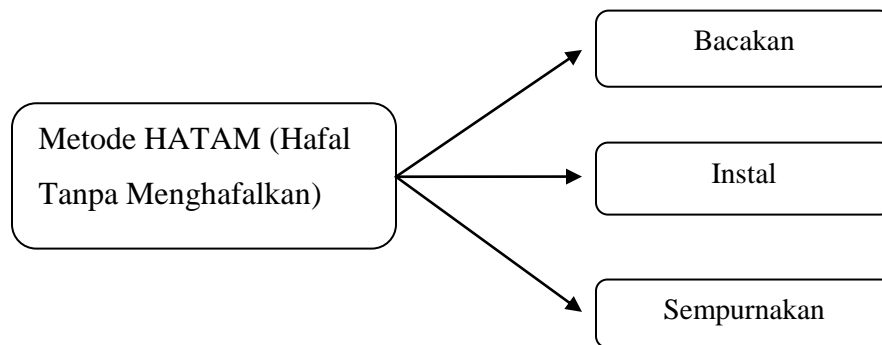 Bacakan
Metode HATAM (Hafal
Tanpa Menghafalkan)
Instal
Sempurnakan